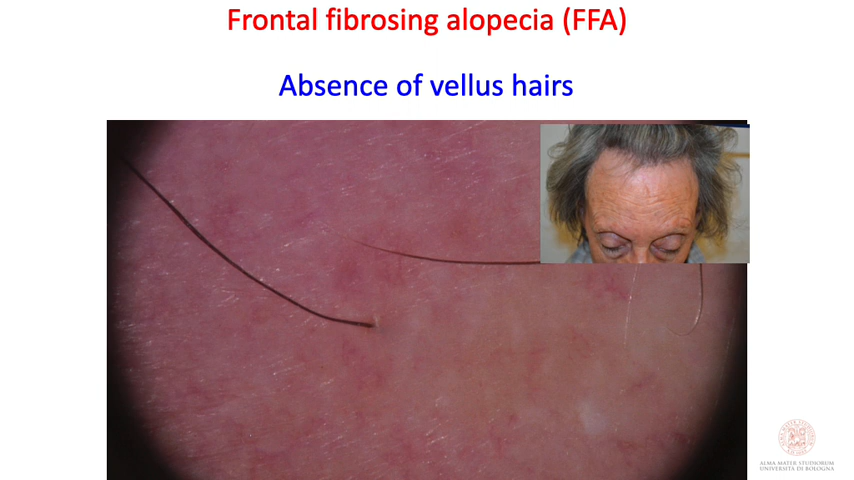 Frontal fibrosing alopecia (FFA)
Absence of vellus hairs
ALMA MATER STUDIORUM
UNIVERSITÀ DI BOLOGNA